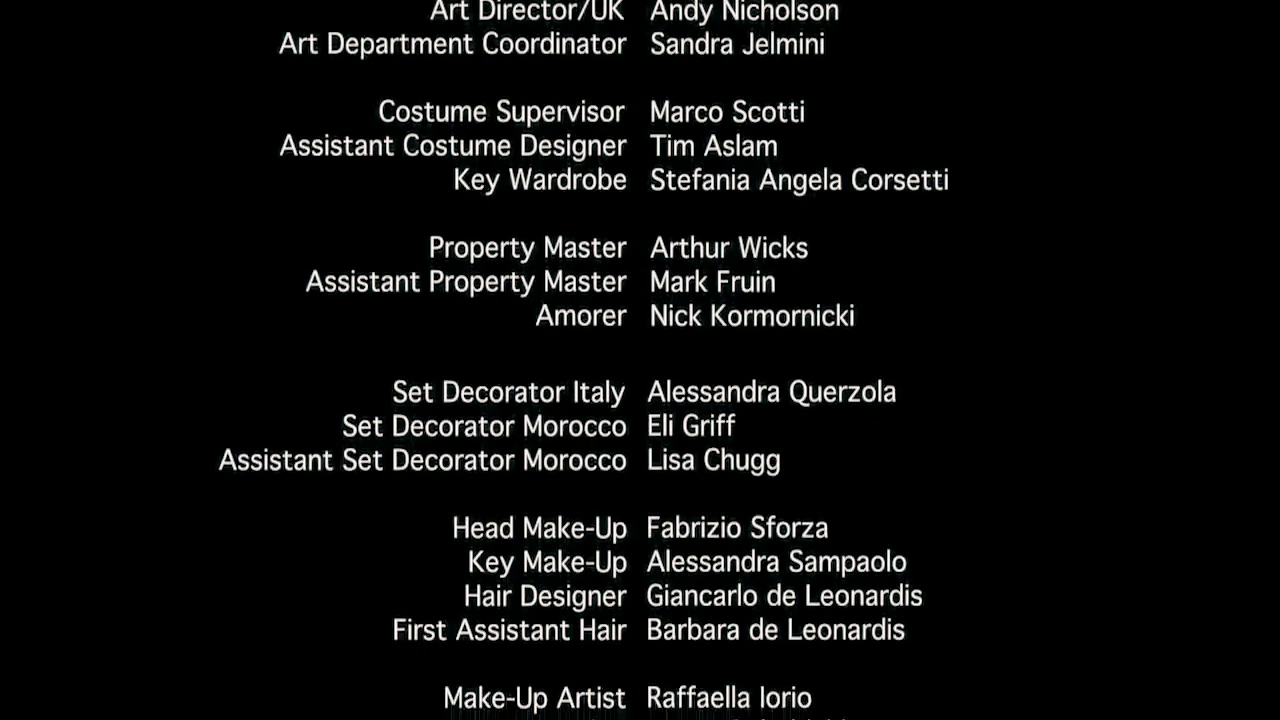 Art Director/UK Andy Nicholson
Art Department Coordinator Sandra Jelmini
Costume Supervisor Marco Scotti
Assistant Costume Designer Tim Aslam
Key Wardrobe Stefania Angela Corsetti
Property Master Arthur Wicks
Assistant Property Master Mark Fruin
Amorer Nick Kormornicki
Set Decorator Italy Alessandra Querzola
Set Decorator Morocco Eli Griff
Assistant Set Decorator Morocco Lisa Chugg
Head Make-Up Fabrizio Sforza
Key Make-Up Alessandra Sampaolo
Hair Designer Giancarlo de Leonardis
First Assistant Hair Barbara de Leonardis
Make-Up Artist Raffaella Iorio